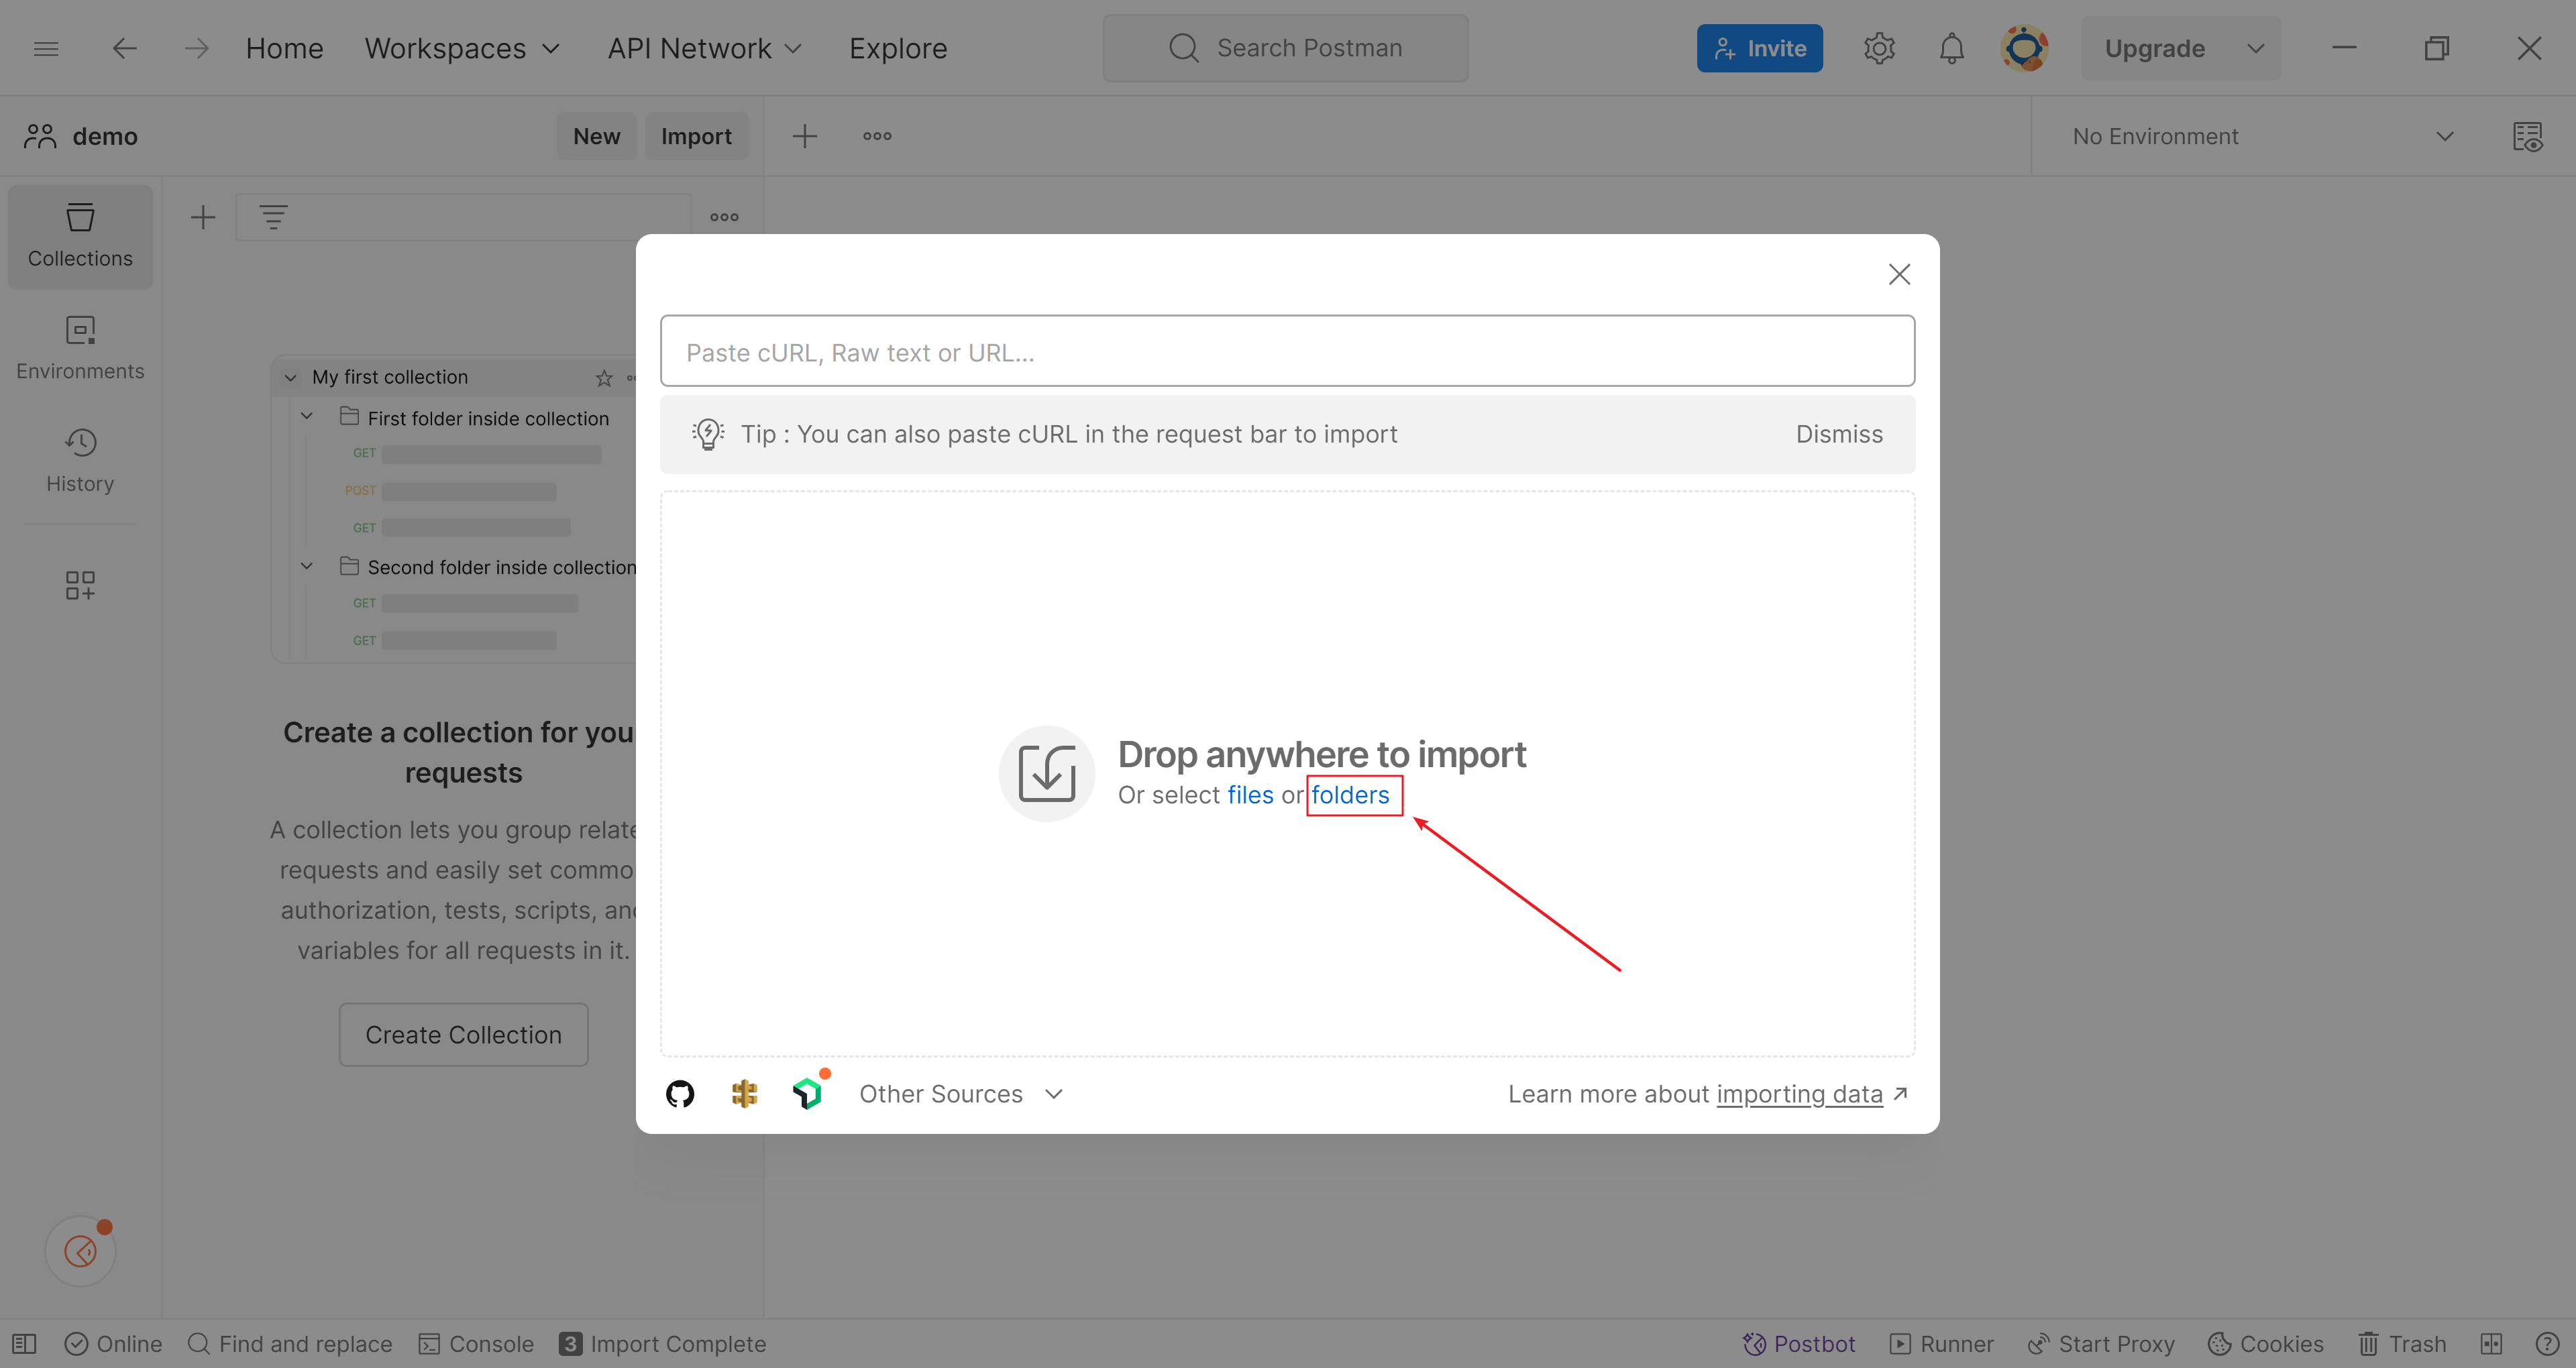 Home Workspaces API Network Explore Search Postman Invite Upgrade
demo New Import No Environment
Collections
Environments
History
My first collection
First folder inside collection
GET
POST
GET
Second folder inside collection
GET
GET
Create a collection for you
requests
A collection lets you group relate
requests and easily set commo
authorization, tests, scripts, and
variables for all requests in it.
Create Collection
Paste cURL, Raw text or URL...
Tip : You can also paste cURL in the request bar to import Dismiss
Drop anywhere to import
Or select files or folders
Other Sources Learn more about importing data
Online Find and replace Console 3 Import Complete Postbot Runner Start Proxy Cookies Trash